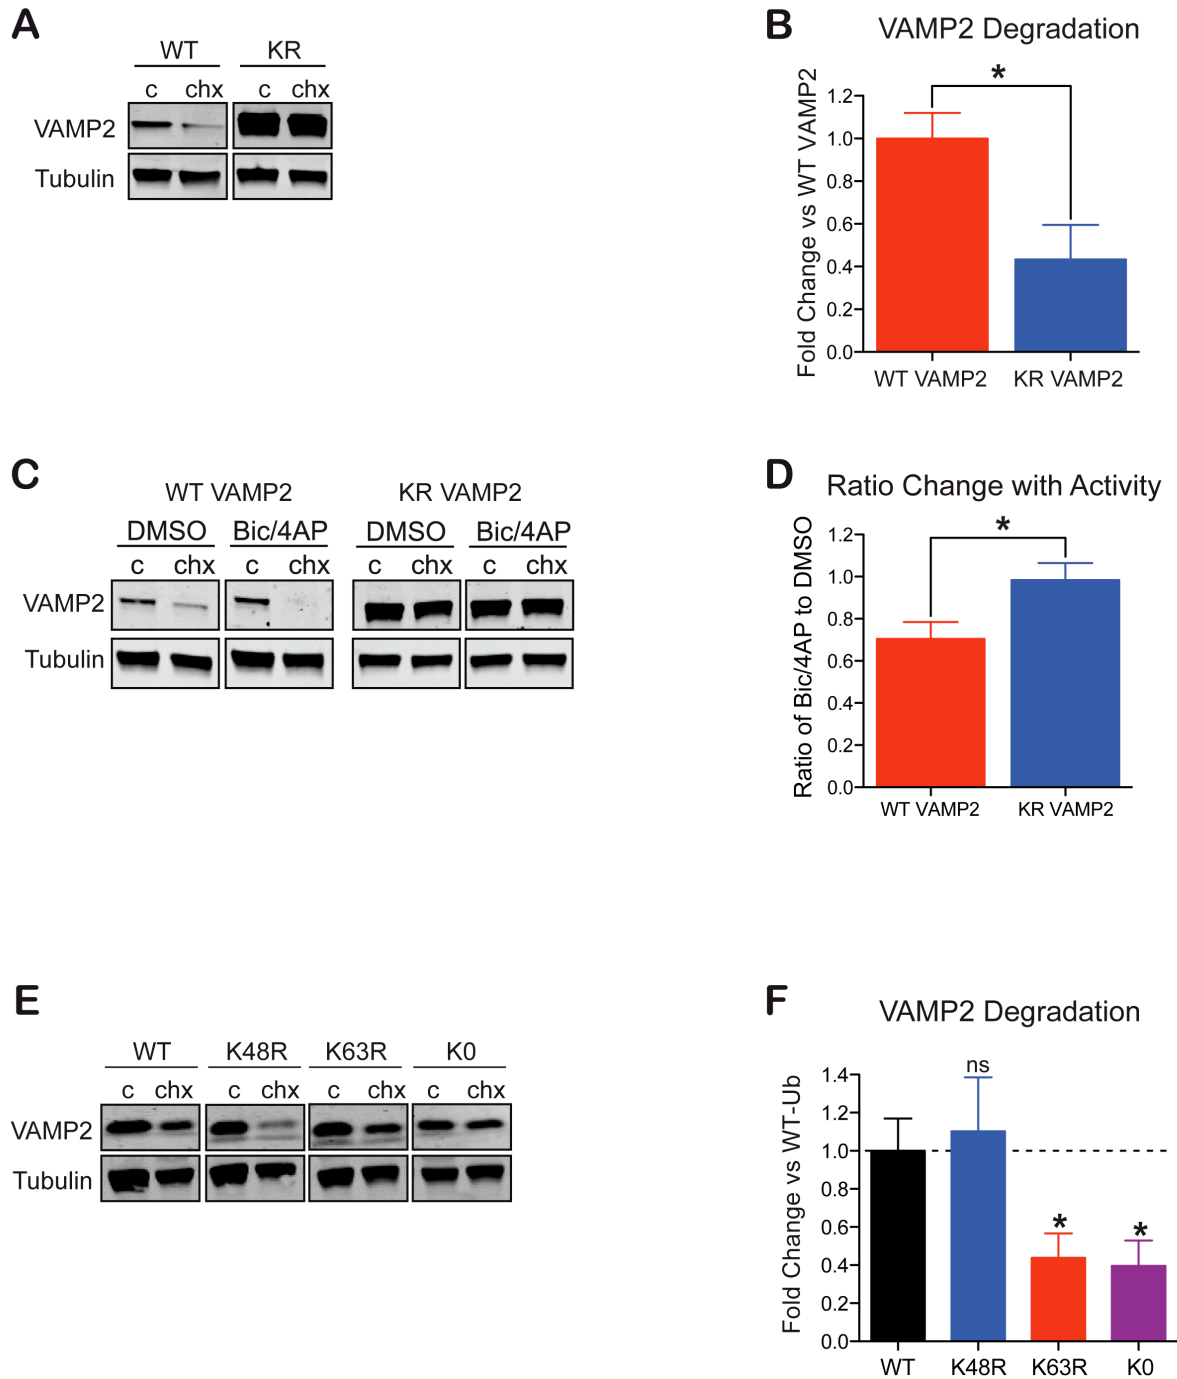 A
WT KR
c chx c chx
VAMP2
Tubulin
B
VAMP2 Degradation
*
Fold Change vs WT VAMP2
1.2
1.0
0.8
0.6
0.4
0.2
0.0
WT VAMP2 KR VAMP2
C
WT VAMP2 KR VAMP2
DMSO Bic/4AP DMSO Bic/4AP
c chx c chx c chx c chx
VAMP2
Tubulin
D
Ratio Change with Activity
*
Ratio of Bic/4AP to DMSO
1.2
1.0
0.8
0.6
0.4
0.2
0.0
WT VAMP2 KR VAMP2
E
WT K48R K63R K0
c chx c chx c chx c chx
VAMP2
Tubulin
F
VAMP2 Degradation
ns
* *
Fold Change vs WT-Ub
1.4
1.2
1.0
0.8
0.6
0.4
0.2
0.0
WT K48R K63R K0